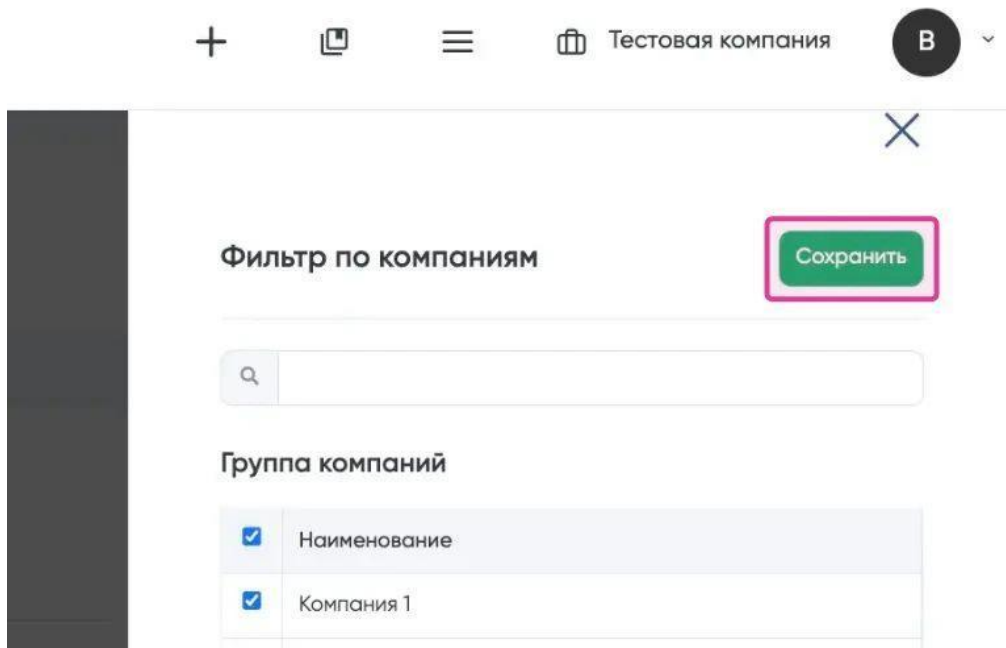 Тестовая компания
B
Фильтр по компаниям
Сохранить
Группа компаний
Наименование
Компания 1